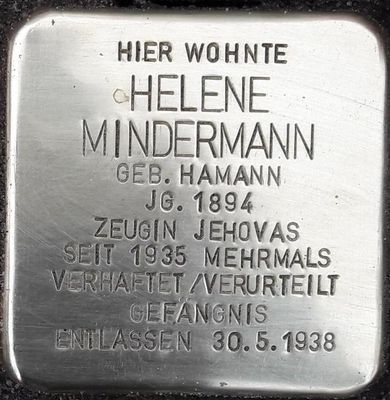 HIER WOHNTE
HELENE
MINDERMANN
GEB. HAMANN
JG. 1894
ZEUGIN JEHOVAS
SEIT 1935 MEHRMALS
VERHAFTET/VERURTEILT
GEFÄNGNIS
ENTLASSEN 30.5.1938